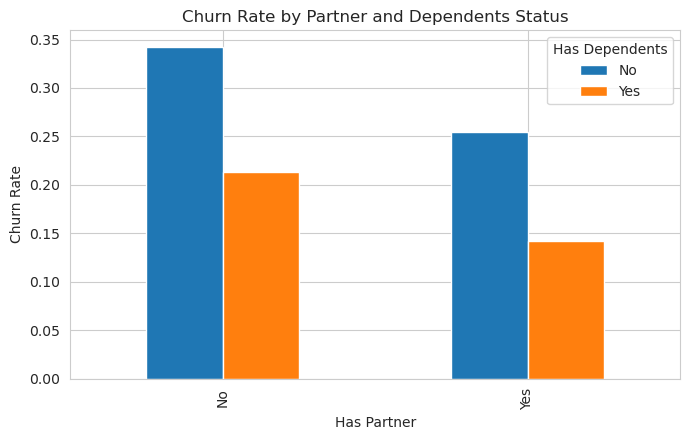 Churn Rate by Partner and Dependents Status
Churn Rate
0.35
0.30
0.25
0.20
0.15
0.10
0.05
0.00
Has Dependents
No
Yes
No
Yes
Has Partner